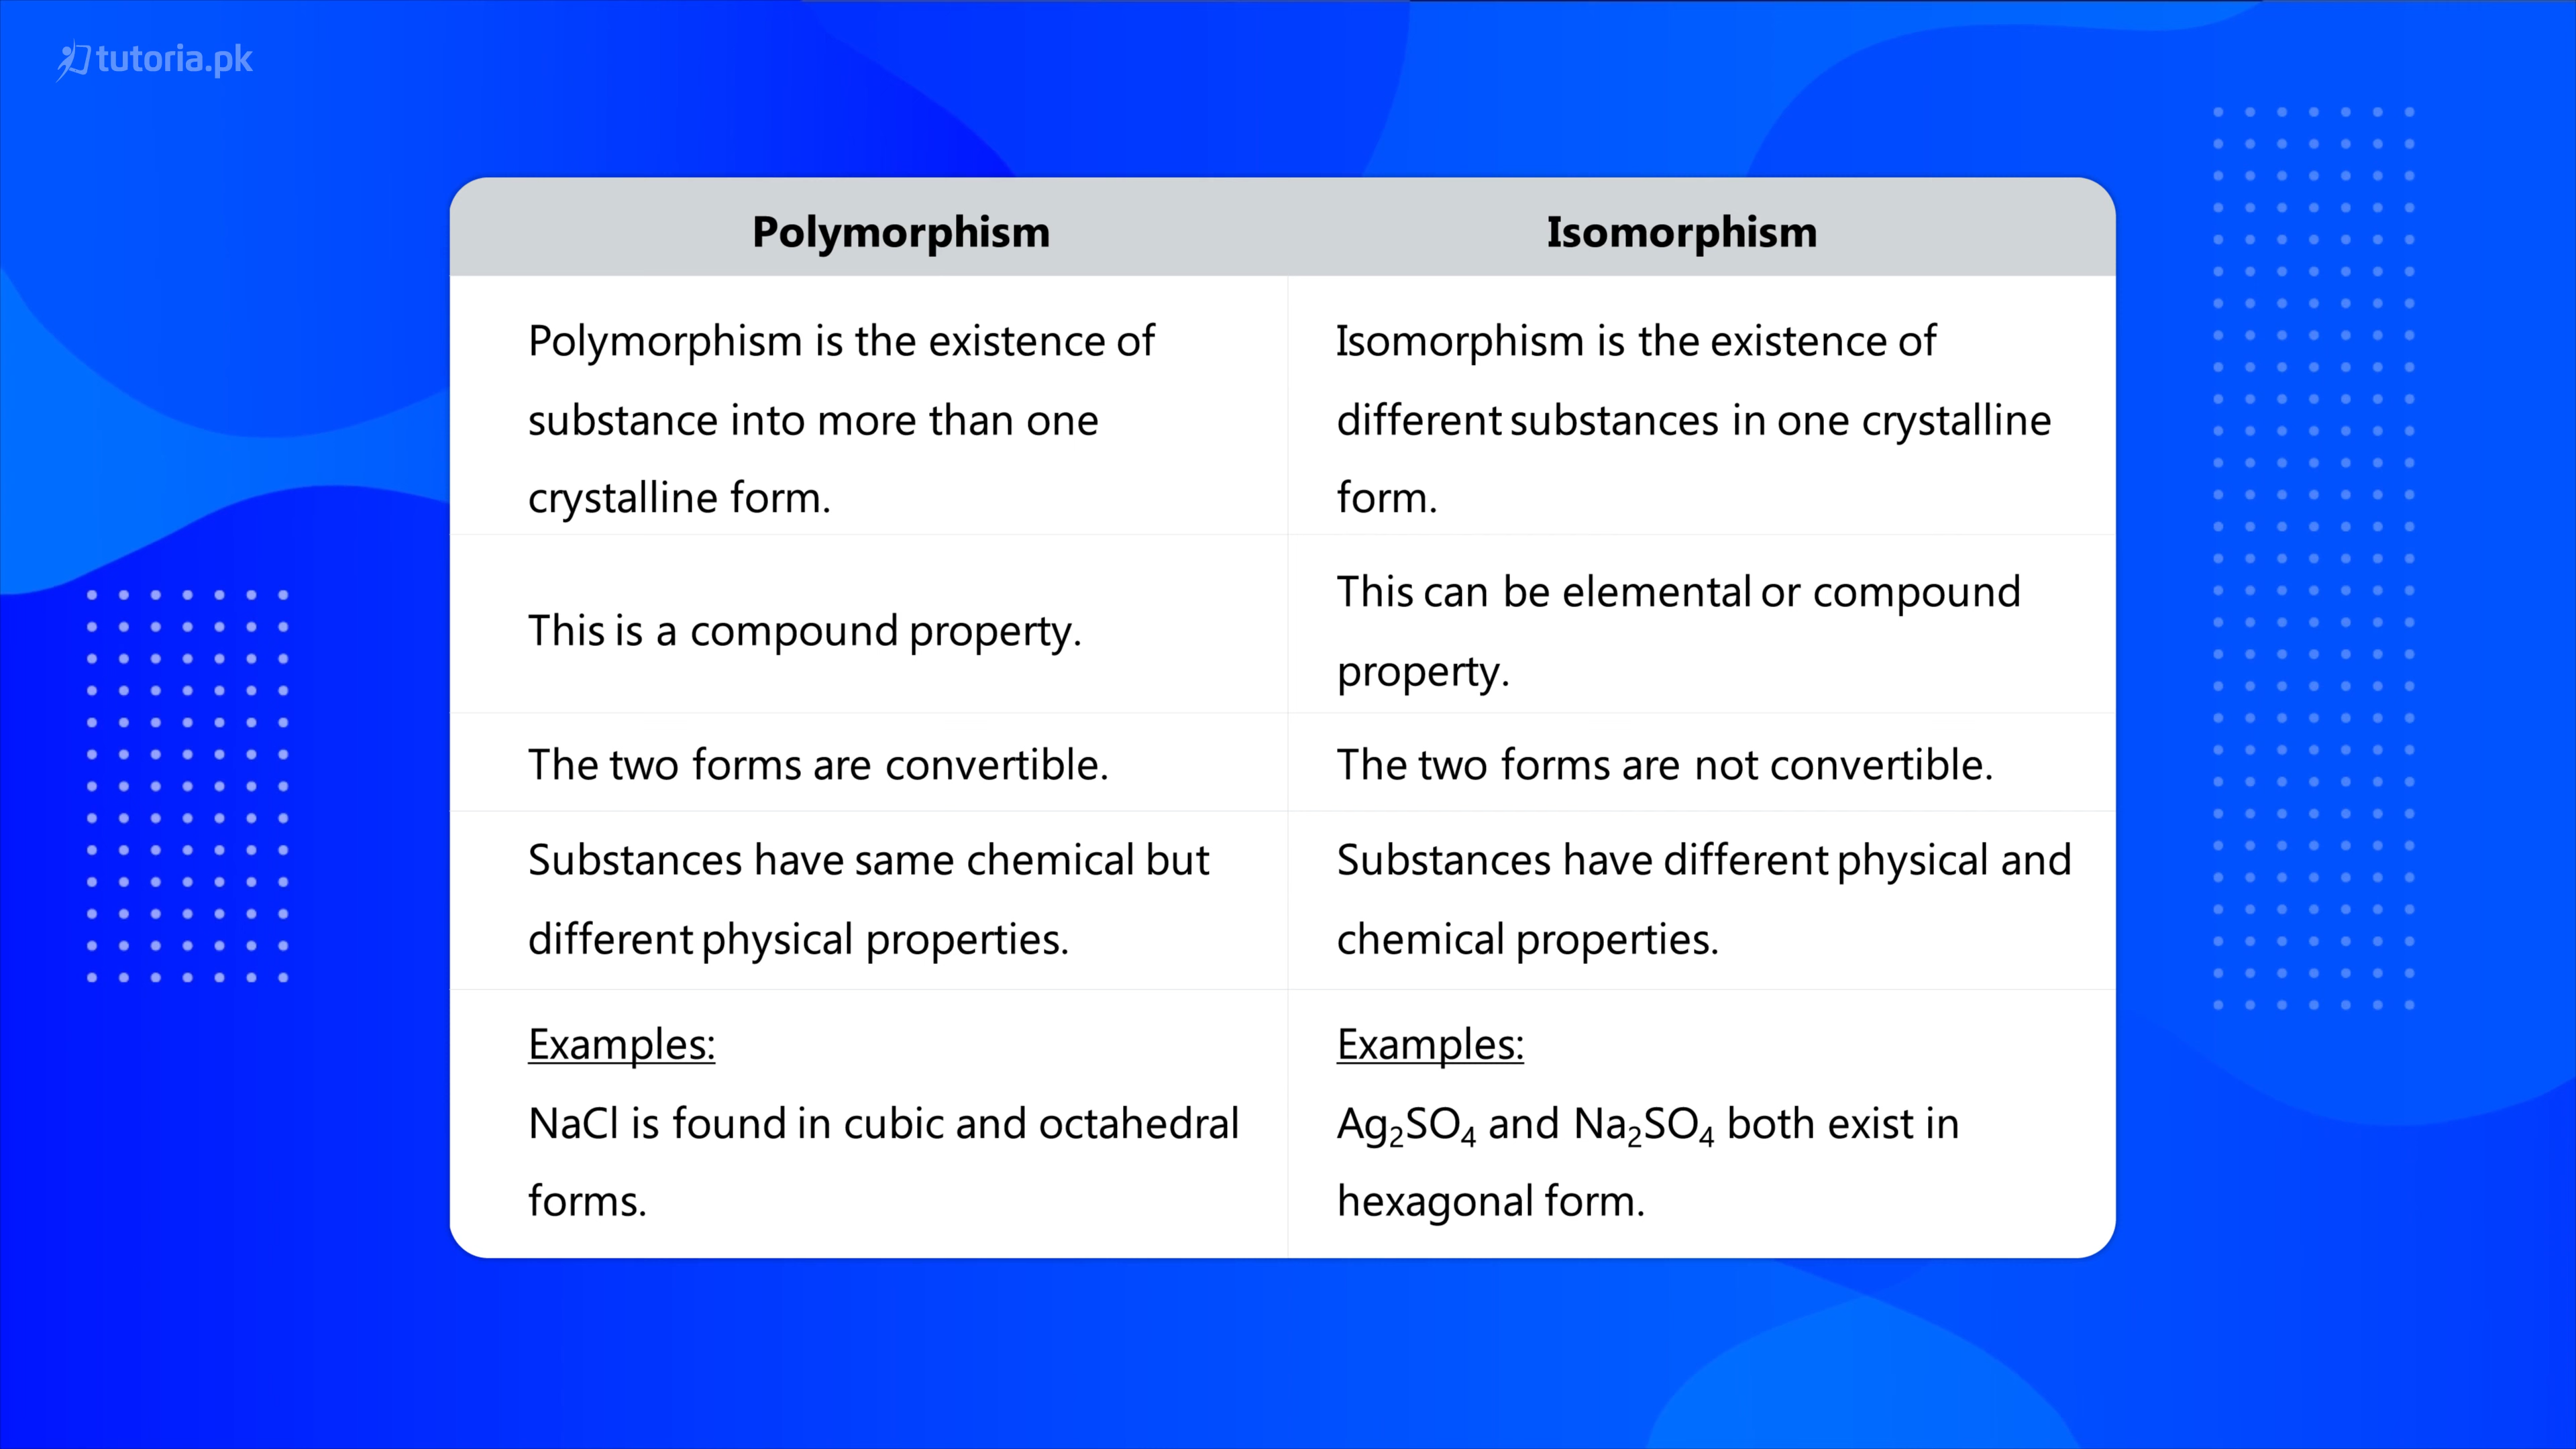 tutoria.pk
Polymorphism
Isomorphism
Polymorphism is the existence of
substance into more than one
crystalline form.
Isomorphism is the existence of
different substances in one crystalline
form.
This is a compound property.
This can be elemental or compound
property.
The two forms are convertible.
The two forms are not convertible.
Substances have same chemical but
different physical properties.
Substances have different physical and
chemical properties.
Examples:
NaCl is found in cubic and octahedral
forms.
Examples:
Ag₂SO₄ and Na₂SO₄ both exist in
hexagonal form.